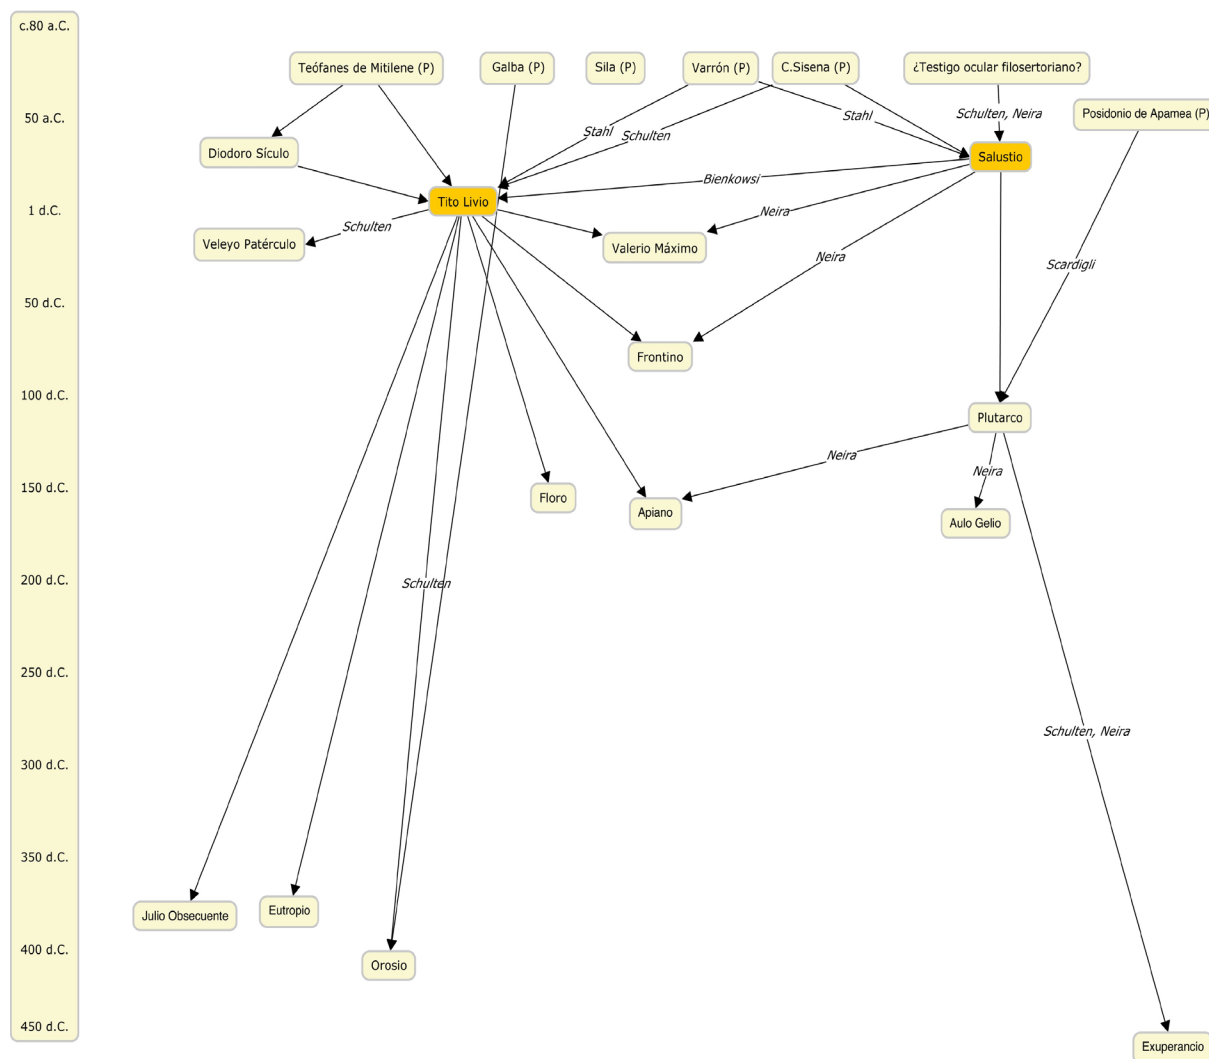 c.80 a.C.
Teófanes de Mitilene (P)
Galba (P)
Sila (P)
Varrón (P)
C.Sisena (P)
¿Testigo ocular filosertoriano?
50 a.C.
Stahl
Schulten
Stahl
Schulten, Neira
Posidonio de Apamea (P)
Diodoro Sículo
Salustio
Bienkowsi
1 d.C.
Tito Livio
Neira
Schulten
Veleyo Patérculo
Valerio Máximo
Neira
Scardigli
50 d.C.
Frontino
100 d.C.
Plutarco
Neira
Neira
150 d.C.
Floro
Apiano
Aulo Gelio
200 d.C.
Schulten
250 d.C.
Schulten, Neira
300 d.C.
350 d.C.
Julio Obsecuente
Eutropio
400 d.C.
Orosio
450 d.C.
Exuperancio